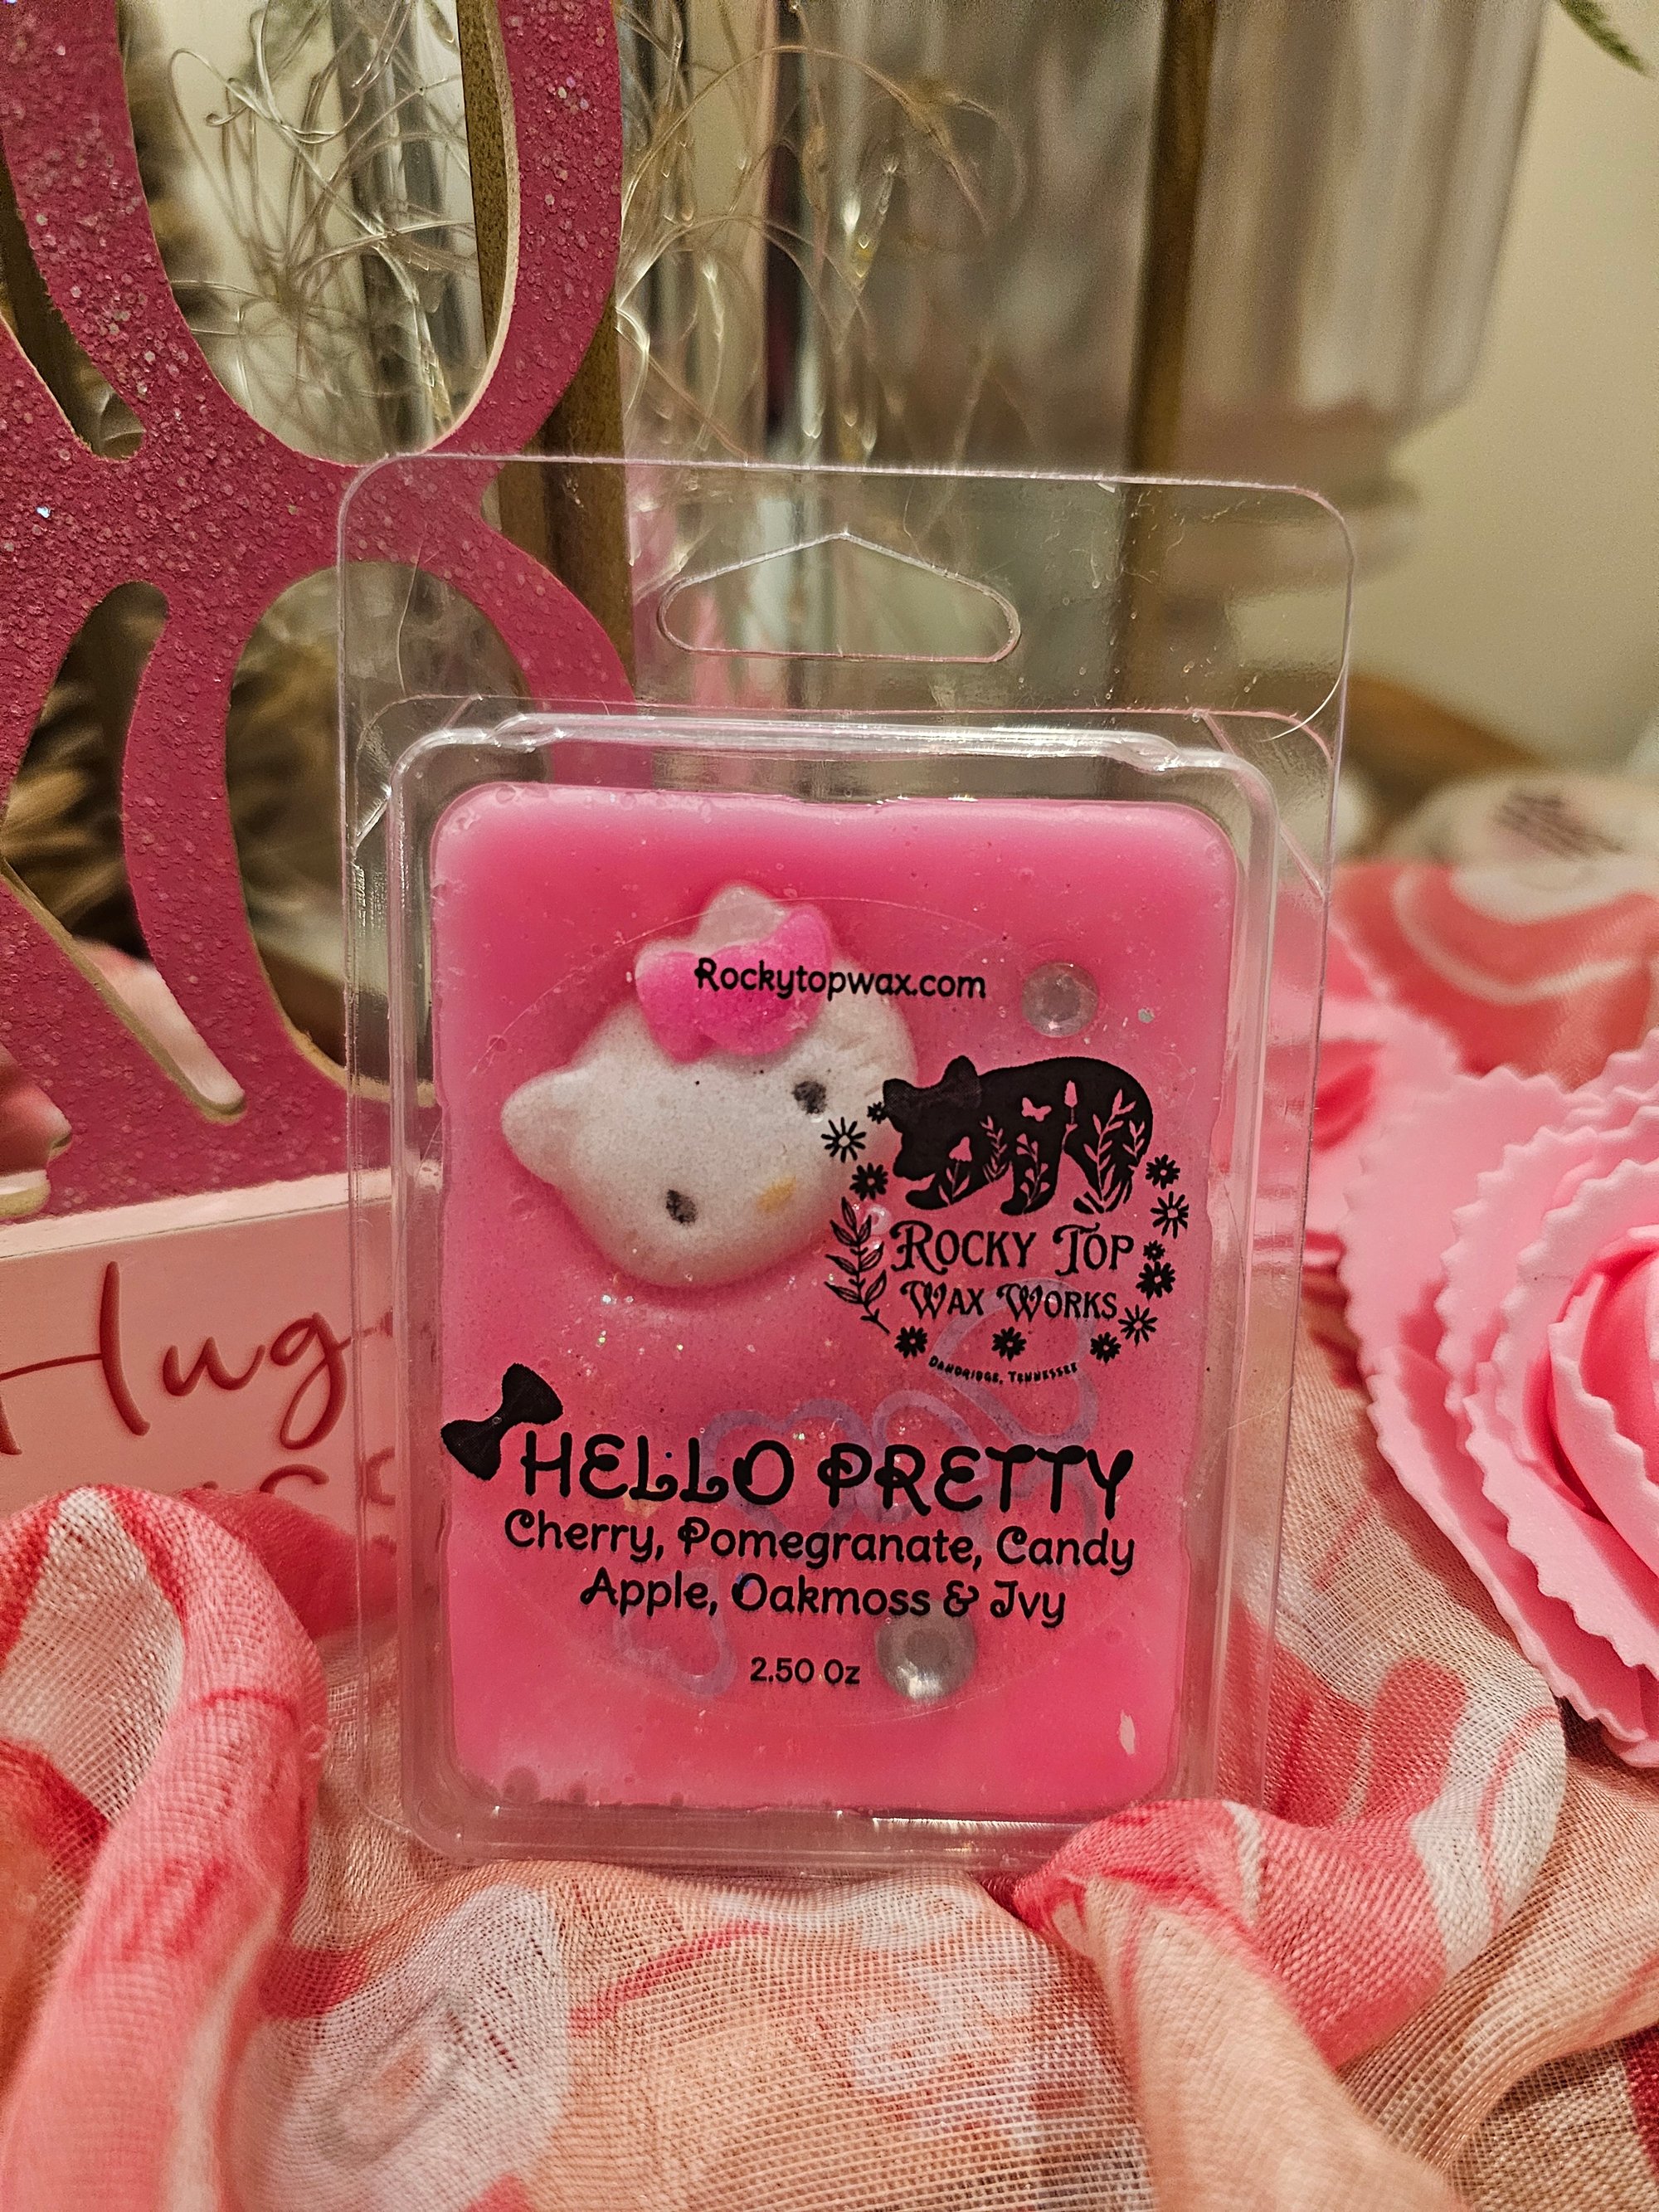 Rockytopwax.com
ROCKY TOP
WAX WORKS
DANDRIDGE, TENNESSEE
HELLO PRETTY
Cherry, Pomegranate, Candy
Apple, Oakmoss & Ivy
2.50 Oz